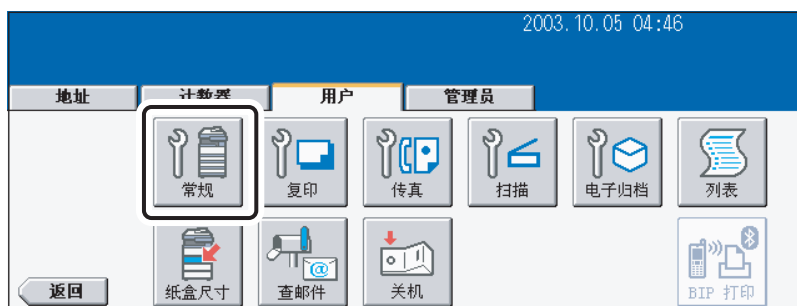 2003.10.05 04:46
地址 计数器 用户 管理员
常规 复印 传真 扫描 电子归档 列表
@
纸盒尺寸 查邮件 关机 BIP 打印
返回